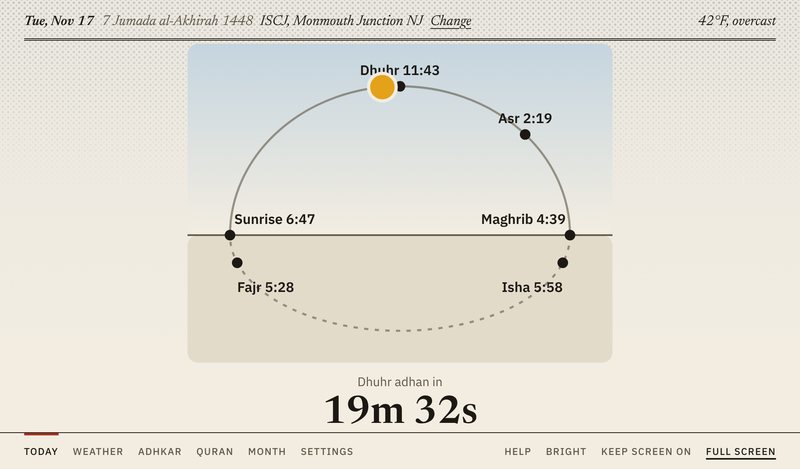 Tue, Nov 17 7 Jumada al-Akhirah 1448 ISCJ, Monmouth Junction NJ Change 42°F, overcast
Dhuhr 11:43
Asr 2:19
Sunrise 6:47 Maghrib 4:39
Fajr 5:28 Isha 5:58
Dhuhr adhan in
19m 32s
TODAY WEATHER ADHKAR QURAN MONTH SETTINGS HELP BRIGHT KEEP SCREEN ON FULL SCREEN